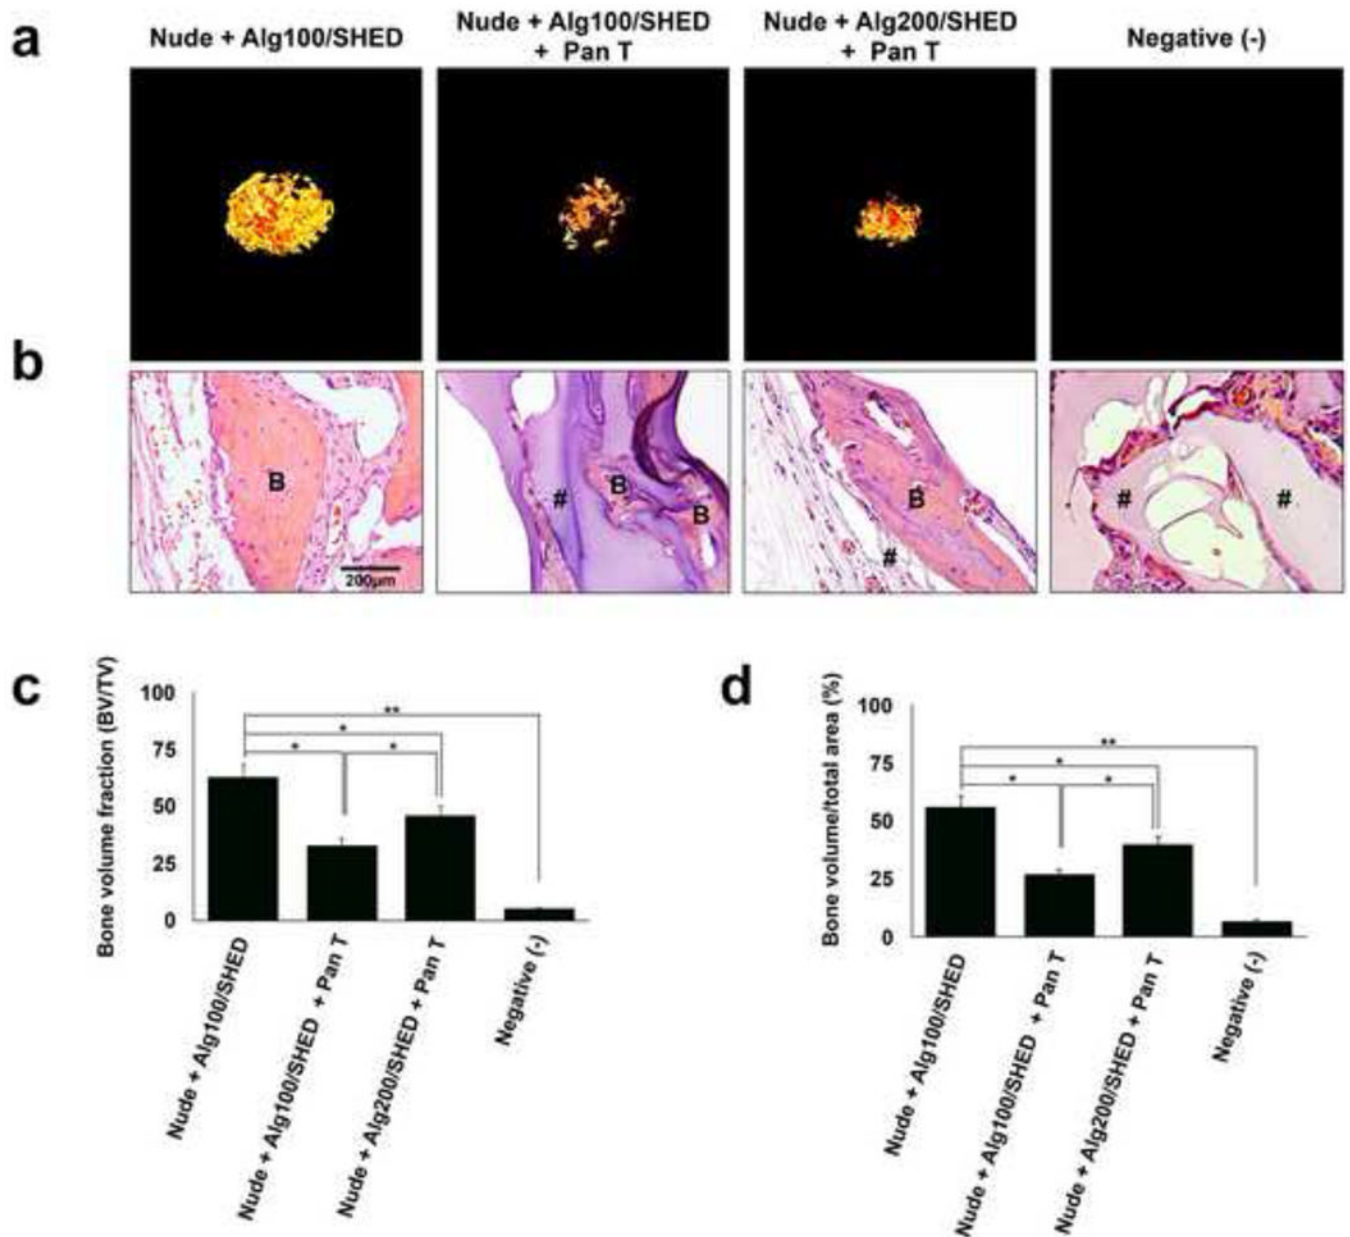 a
Nude + Alg100/SHED
Nude + Alg100/SHED
+ Pan T
Nude + Alg200/SHED
+ Pan T
Negative (-)
b
B
200µm
#
B
B
B
#
#
#
c
Bone volume fraction (BV/TV)
100
75
50
25
0
**
*
*
*
Nude + Alg100/SHED
Nude + Alg100/SHED + Pan T
Nude + Alg200/SHED + Pan T
Negative (-)
d
Bone volume/total area (%)
100
75
50
25
0
**
*
*
*
Nude + Alg100/SHED
Nude + Alg100/SHED + Pan T
Nude + Alg200/SHED + Pan T
Negative (-)